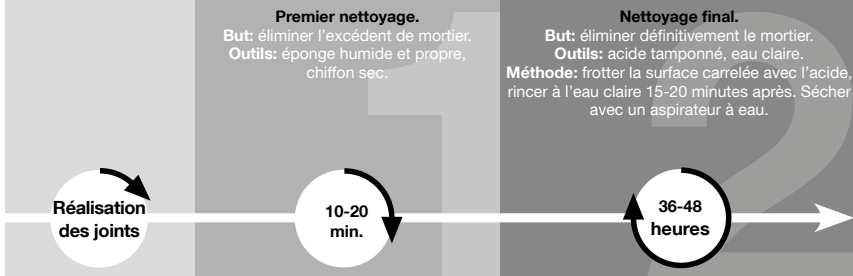 Premier nettoyage.
But: éliminer l'excédent de mortier.
Outils: éponge humide et propre,
chiffon sec.
1
Nettoyage final.
But: éliminer définitivement le mortier.
Outils: acide tamponné, eau claire.
Méthode: frotter la surface carrelée avec l'acide,
rincer à l'eau claire 15-20 minutes après. Sécher
avec un aspirateur à eau.
2
Réalisation
des joints
10-20
min.
36-48
heures